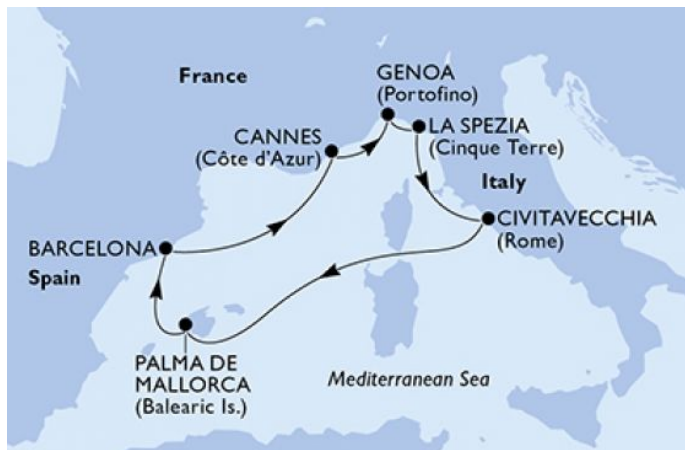 France
GENOA
(Portofino)
CANNES
(Côte d'Azur)
LA SPEZIA
(Cinque Terre)
Italy
CIVITAVECCHIA
(Rome)
BARCELONA
Spain
PALMA DE
MALLORCA
(Balearic Is.)
Mediterranean Sea